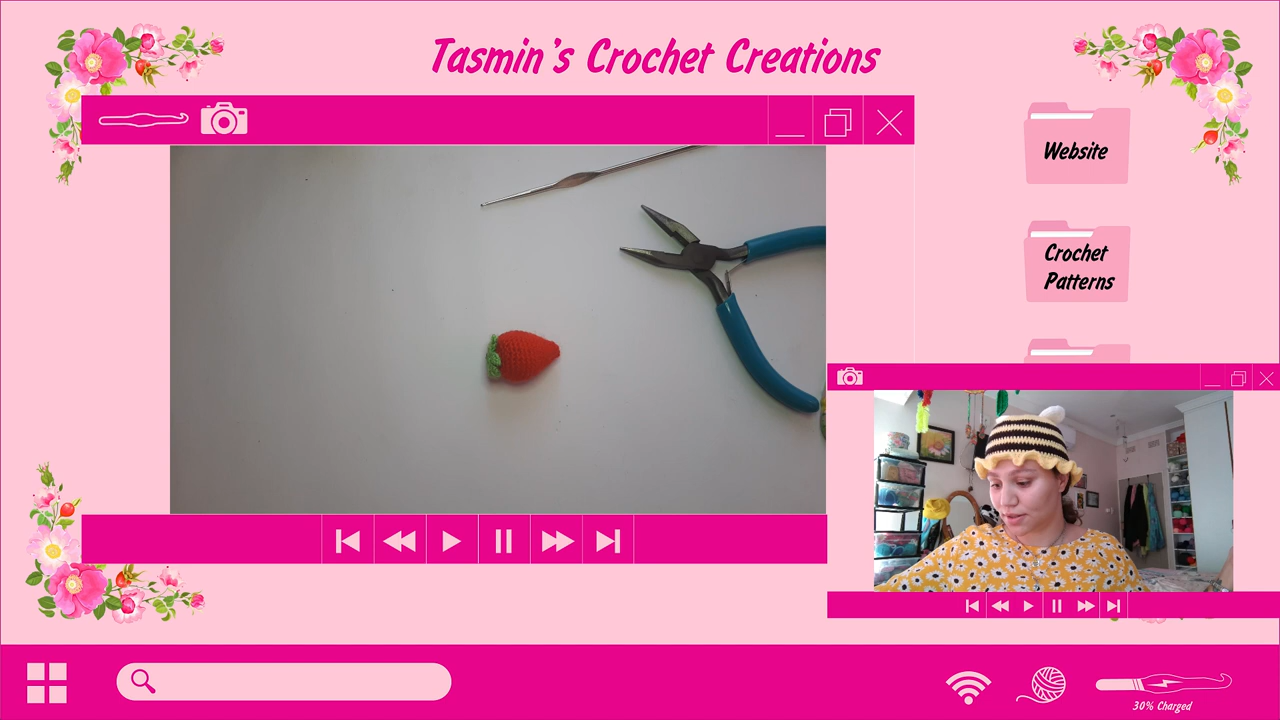 Tasmin's Crochet Creations
Website
Crochet
Patterns
30% Charged